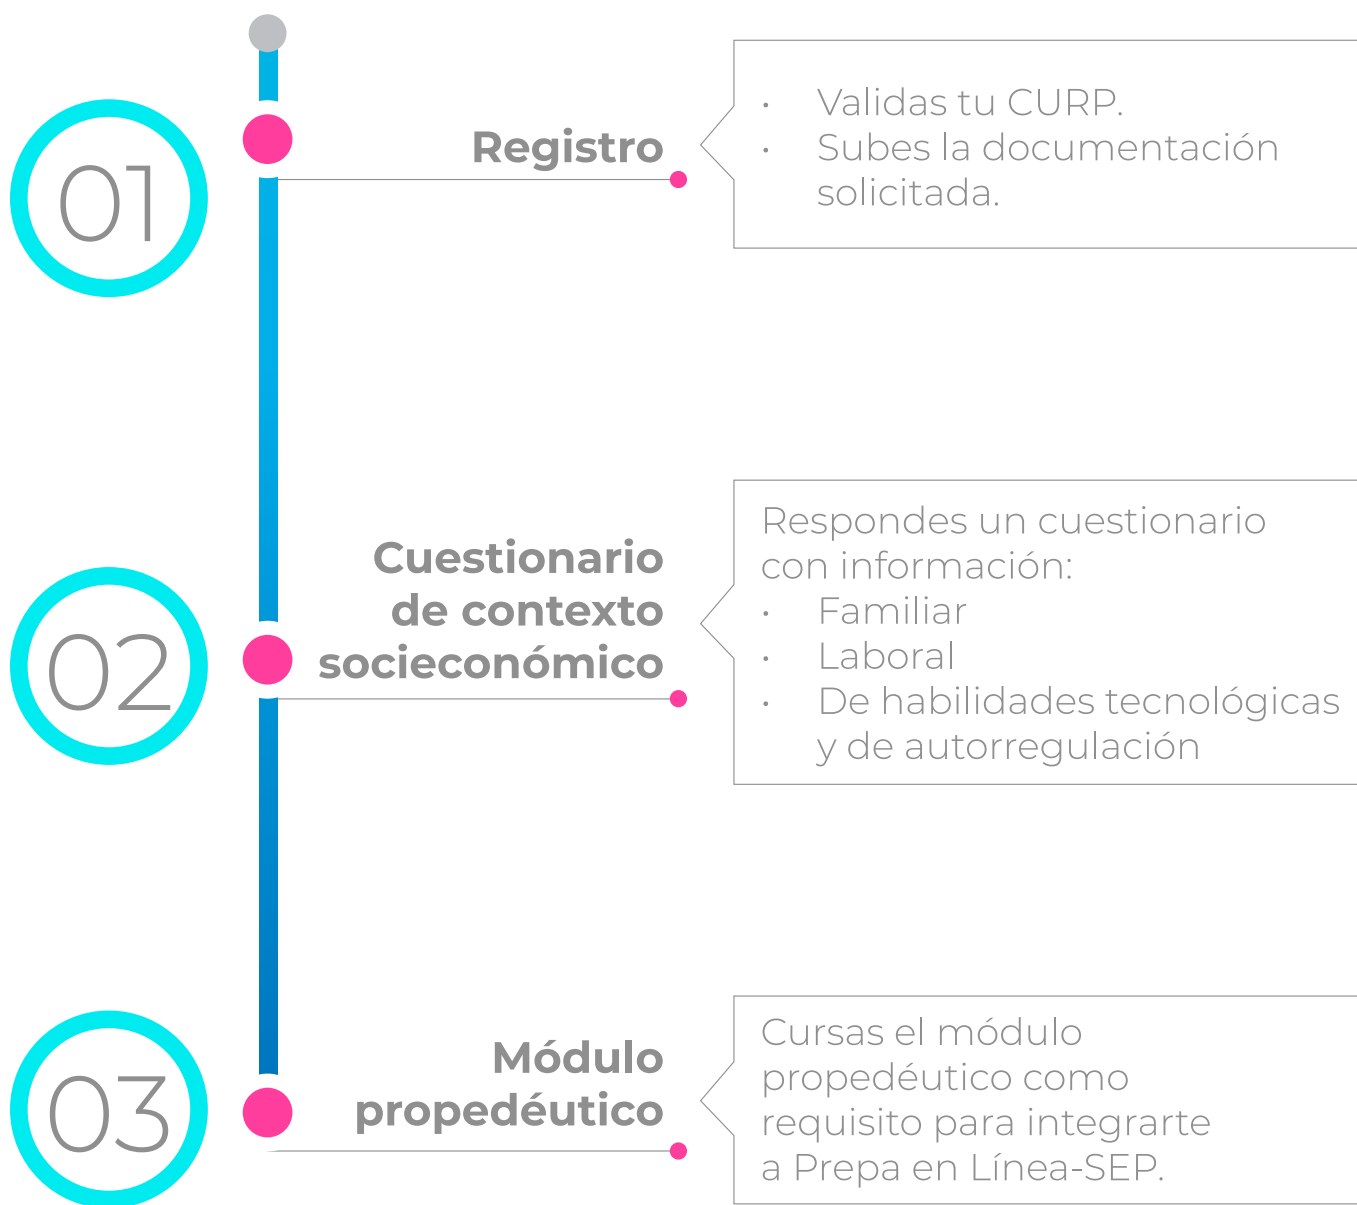 01
Registro
• Validas tu CURP.
• Subes la documentación
solicitada.
02
Cuestionario
de contexto
socieconómico
Respondes un cuestionario
con información:
• Familiar
• Laboral
• De habilidades tecnológicas
y de autorregulación
03
Módulo
propedéutico
Cursas el módulo
propedéutico como
requisito para integrarte
a Prepa en Línea-SEP.